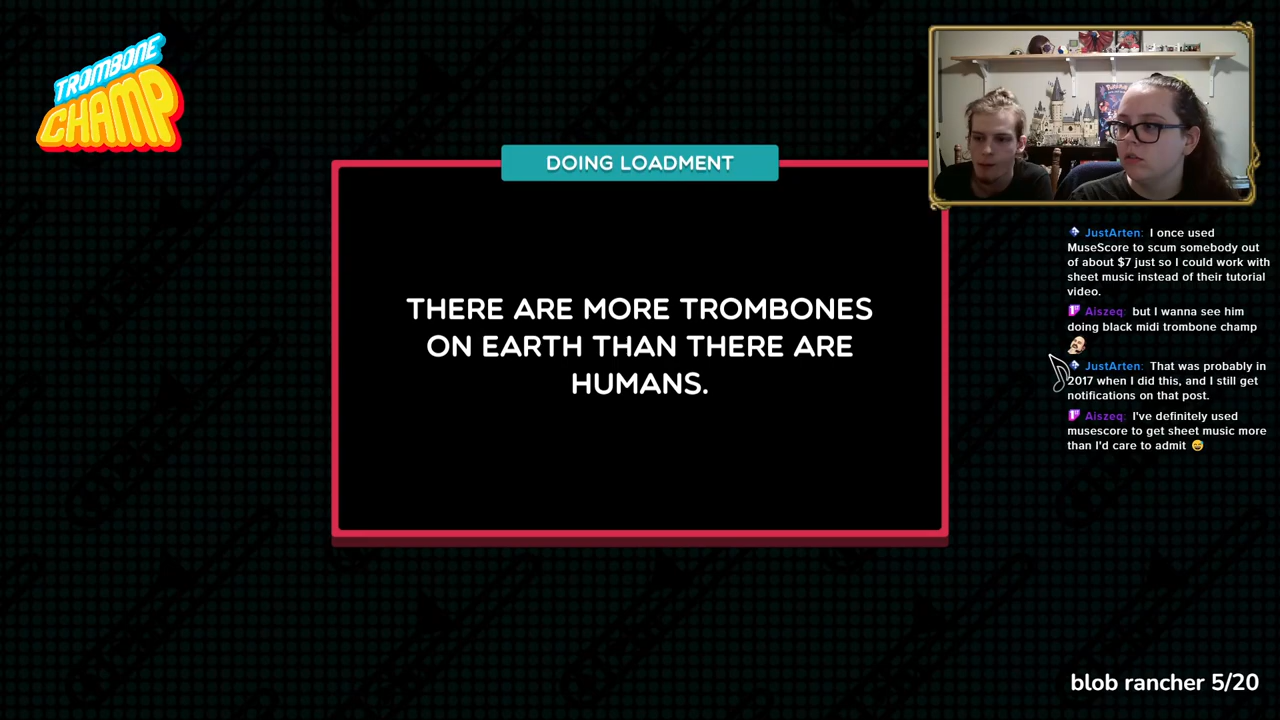 TROMBONE
CHAMP
DOING LOADMENT
THERE ARE MORE TROMBONES
ON EARTH THAN THERE ARE
HUMANS.
JustArten: I once used
MuseScore to scum somebody out
of about $7 just so I could work with
sheet music instead of their tutorial
video.
Aiszeq: but I wanna see him
doing black midi trombone champ
JustArten: That was probably in
2017 when I did this, and I still get
notifications on that post.
Aiszeq: I've definitely used
musescore to get sheet music more
than I'd care to admit 😅
blob rancher 5/20